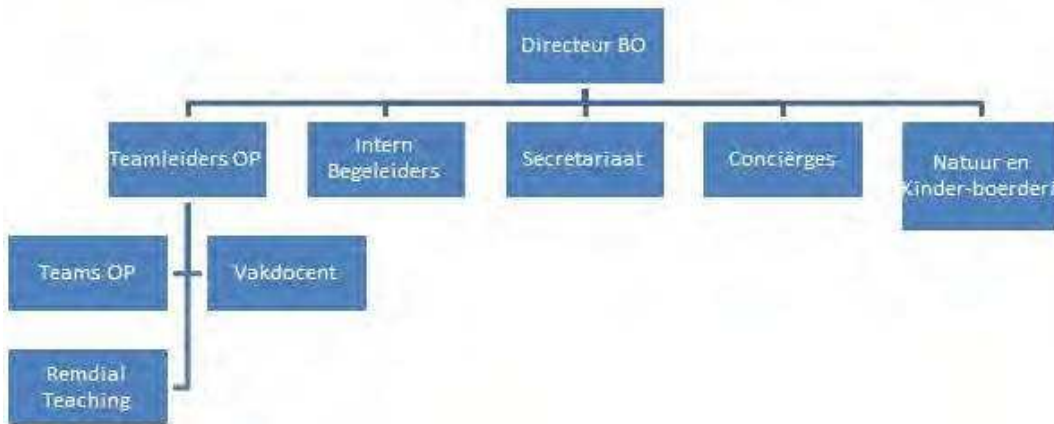 Directeur BO
Teamleiders OP
Intern
Begeleiders
Secretariaat
Conciërges
Natuur en
Kinder-boerderi
Teams OP
Vakdocent
Remdial
Teaching